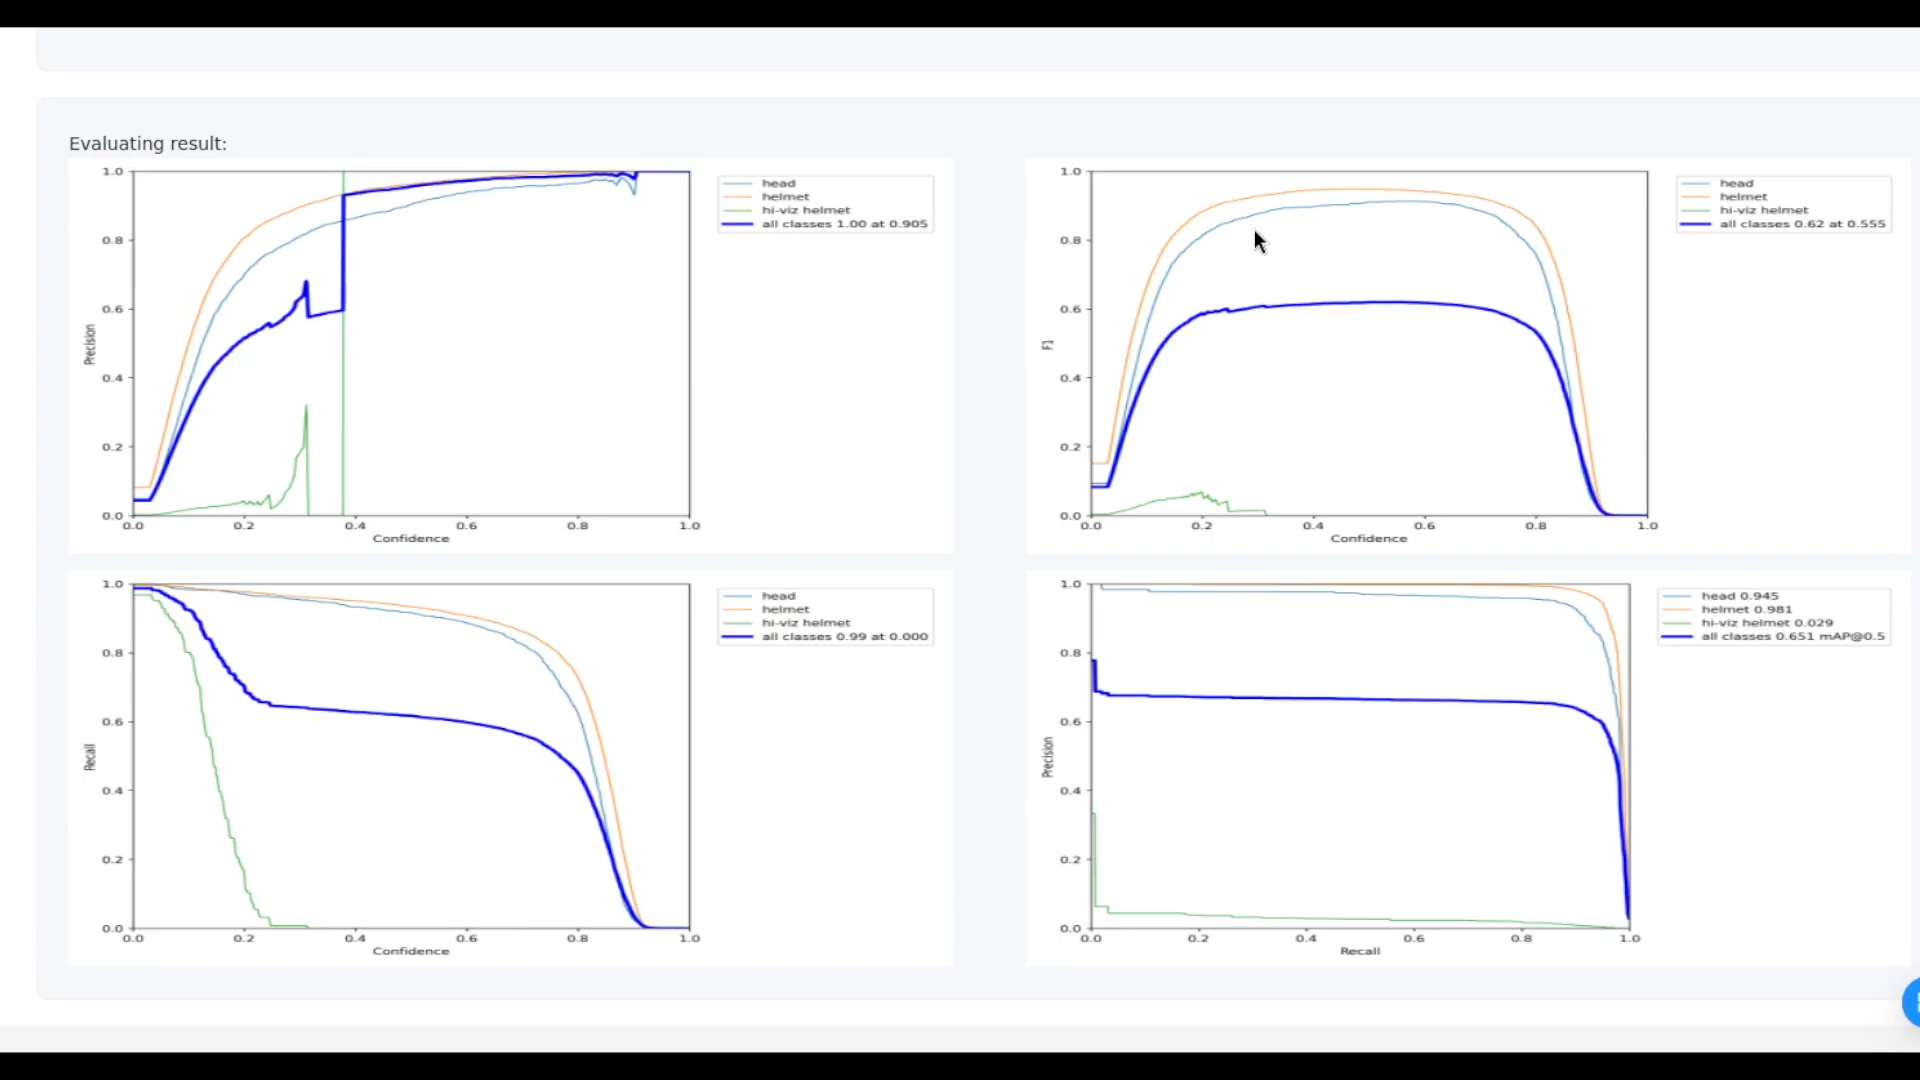 Evaluating result:
1.0
0.8
0.6
0.4
0.2
0.0
Precision
0.0 0.2 0.4 0.6 0.8 1.0
Confidence
head
helmet
hi-viz helmet
all classes 1.00 at 0.905
1.0
0.8
0.6
0.4
0.2
0.0
F1
0.0 0.2 0.4 0.6 0.8 1.0
Confidence
head
helmet
hi-viz helmet
all classes 0.62 at 0.555
1.0
0.8
0.6
0.4
0.2
0.0
Recall
0.0 0.2 0.4 0.6 0.8 1.0
Confidence
head
helmet
hi-viz helmet
all classes 0.99 at 0.000
1.0
0.8
0.6
0.4
0.2
0.0
Precision
0.0 0.2 0.4 0.6 0.8 1.0
Recall
head 0.945
helmet 0.981
hi-viz helmet 0.029
all classes 0.651 mAP@0.5